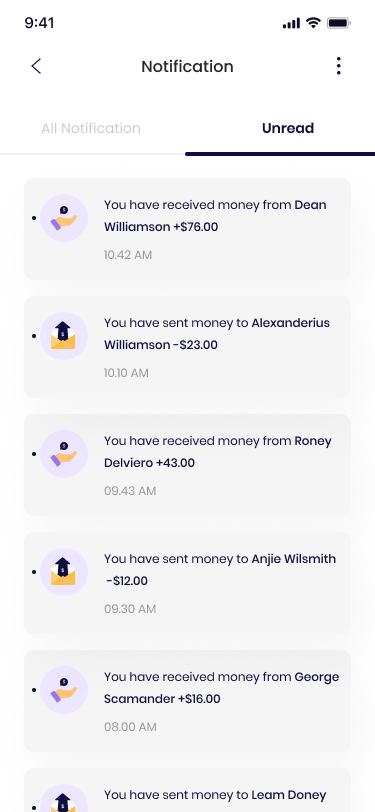 9:41
Notification
All Notification
Unread
You have received money from Dean
Williamson +$76.00
10.42 AM
You have sent money to Alexanderius
Williamson -$23.00
10.10 AM
You have received money from Roney
Delviero +43.00
09.43 AM
You have sent money to Anjie Wilsmith
-$12.00
09.30 AM
You have received money from George
Scamander +$16.00
08.00 AM
You have sent money to Leam Doney